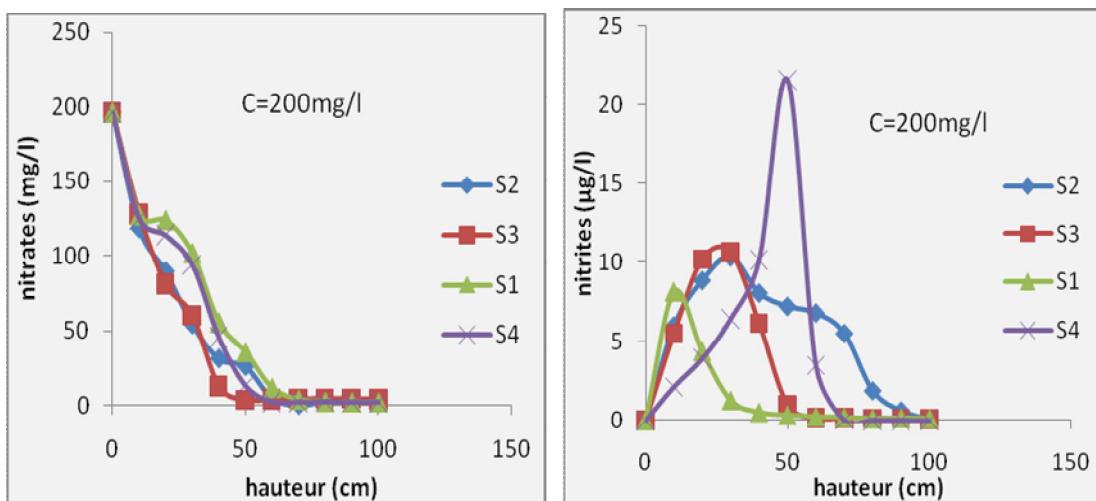 250
200
150
100
50
0
nitrates (mg/l)
C=200mg/l
S2
S3
S1
S4
0
50
100
150
hauteur (cm)
25
20
15
10
5
0
nitrites (µg/l)
C=200mg/l
S2
S3
S1
S4
0
50
100
150
hauteur (cm)